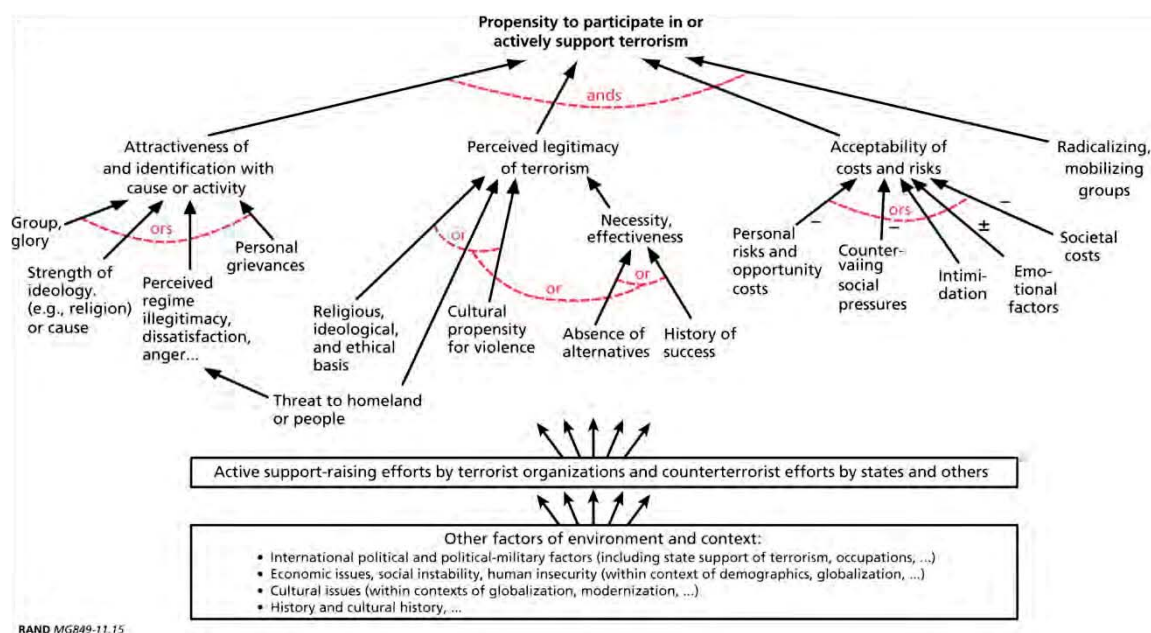 Propensity to participate in or
actively support terrorism
ands
Attractiveness of
and identification with
cause or activity
Perceived legitimacy
of terrorism
Acceptability of
costs and risks
Radicalizing,
mobilizing
groups
Group,
glory
ors
Strength of
ideology.
(e.g., religion)
or cause
Perceived
regime
illegitimacy,
dissatisfaction,
anger...
Personal
grievances
Threat to homeland
or people
or
Religious,
ideological,
and ethical
basis
Cultural
propensity
for violence
or
Necessity,
effectiveness
or
Absence of
alternatives
History of
success
ors
–
–
±
–
Personal
risks and
opportunity
costs
Counter-
vaiing
social
pressures
Intimi-
dation
Emo-
tional
factors
Societal
costs
Active support-raising efforts by terrorist organizations and counterterrorist efforts by states and others
Other factors of environment and context:
• International political and political-military factors (including state support of terrorism, occupations, ...)
• Economic issues, social instability, human insecurity (within context of demographics, globalization, ...)
• Cultural issues (within contexts of globalization, modernization, ...)
• History and cultural history, ...
RAND MG849-11.15